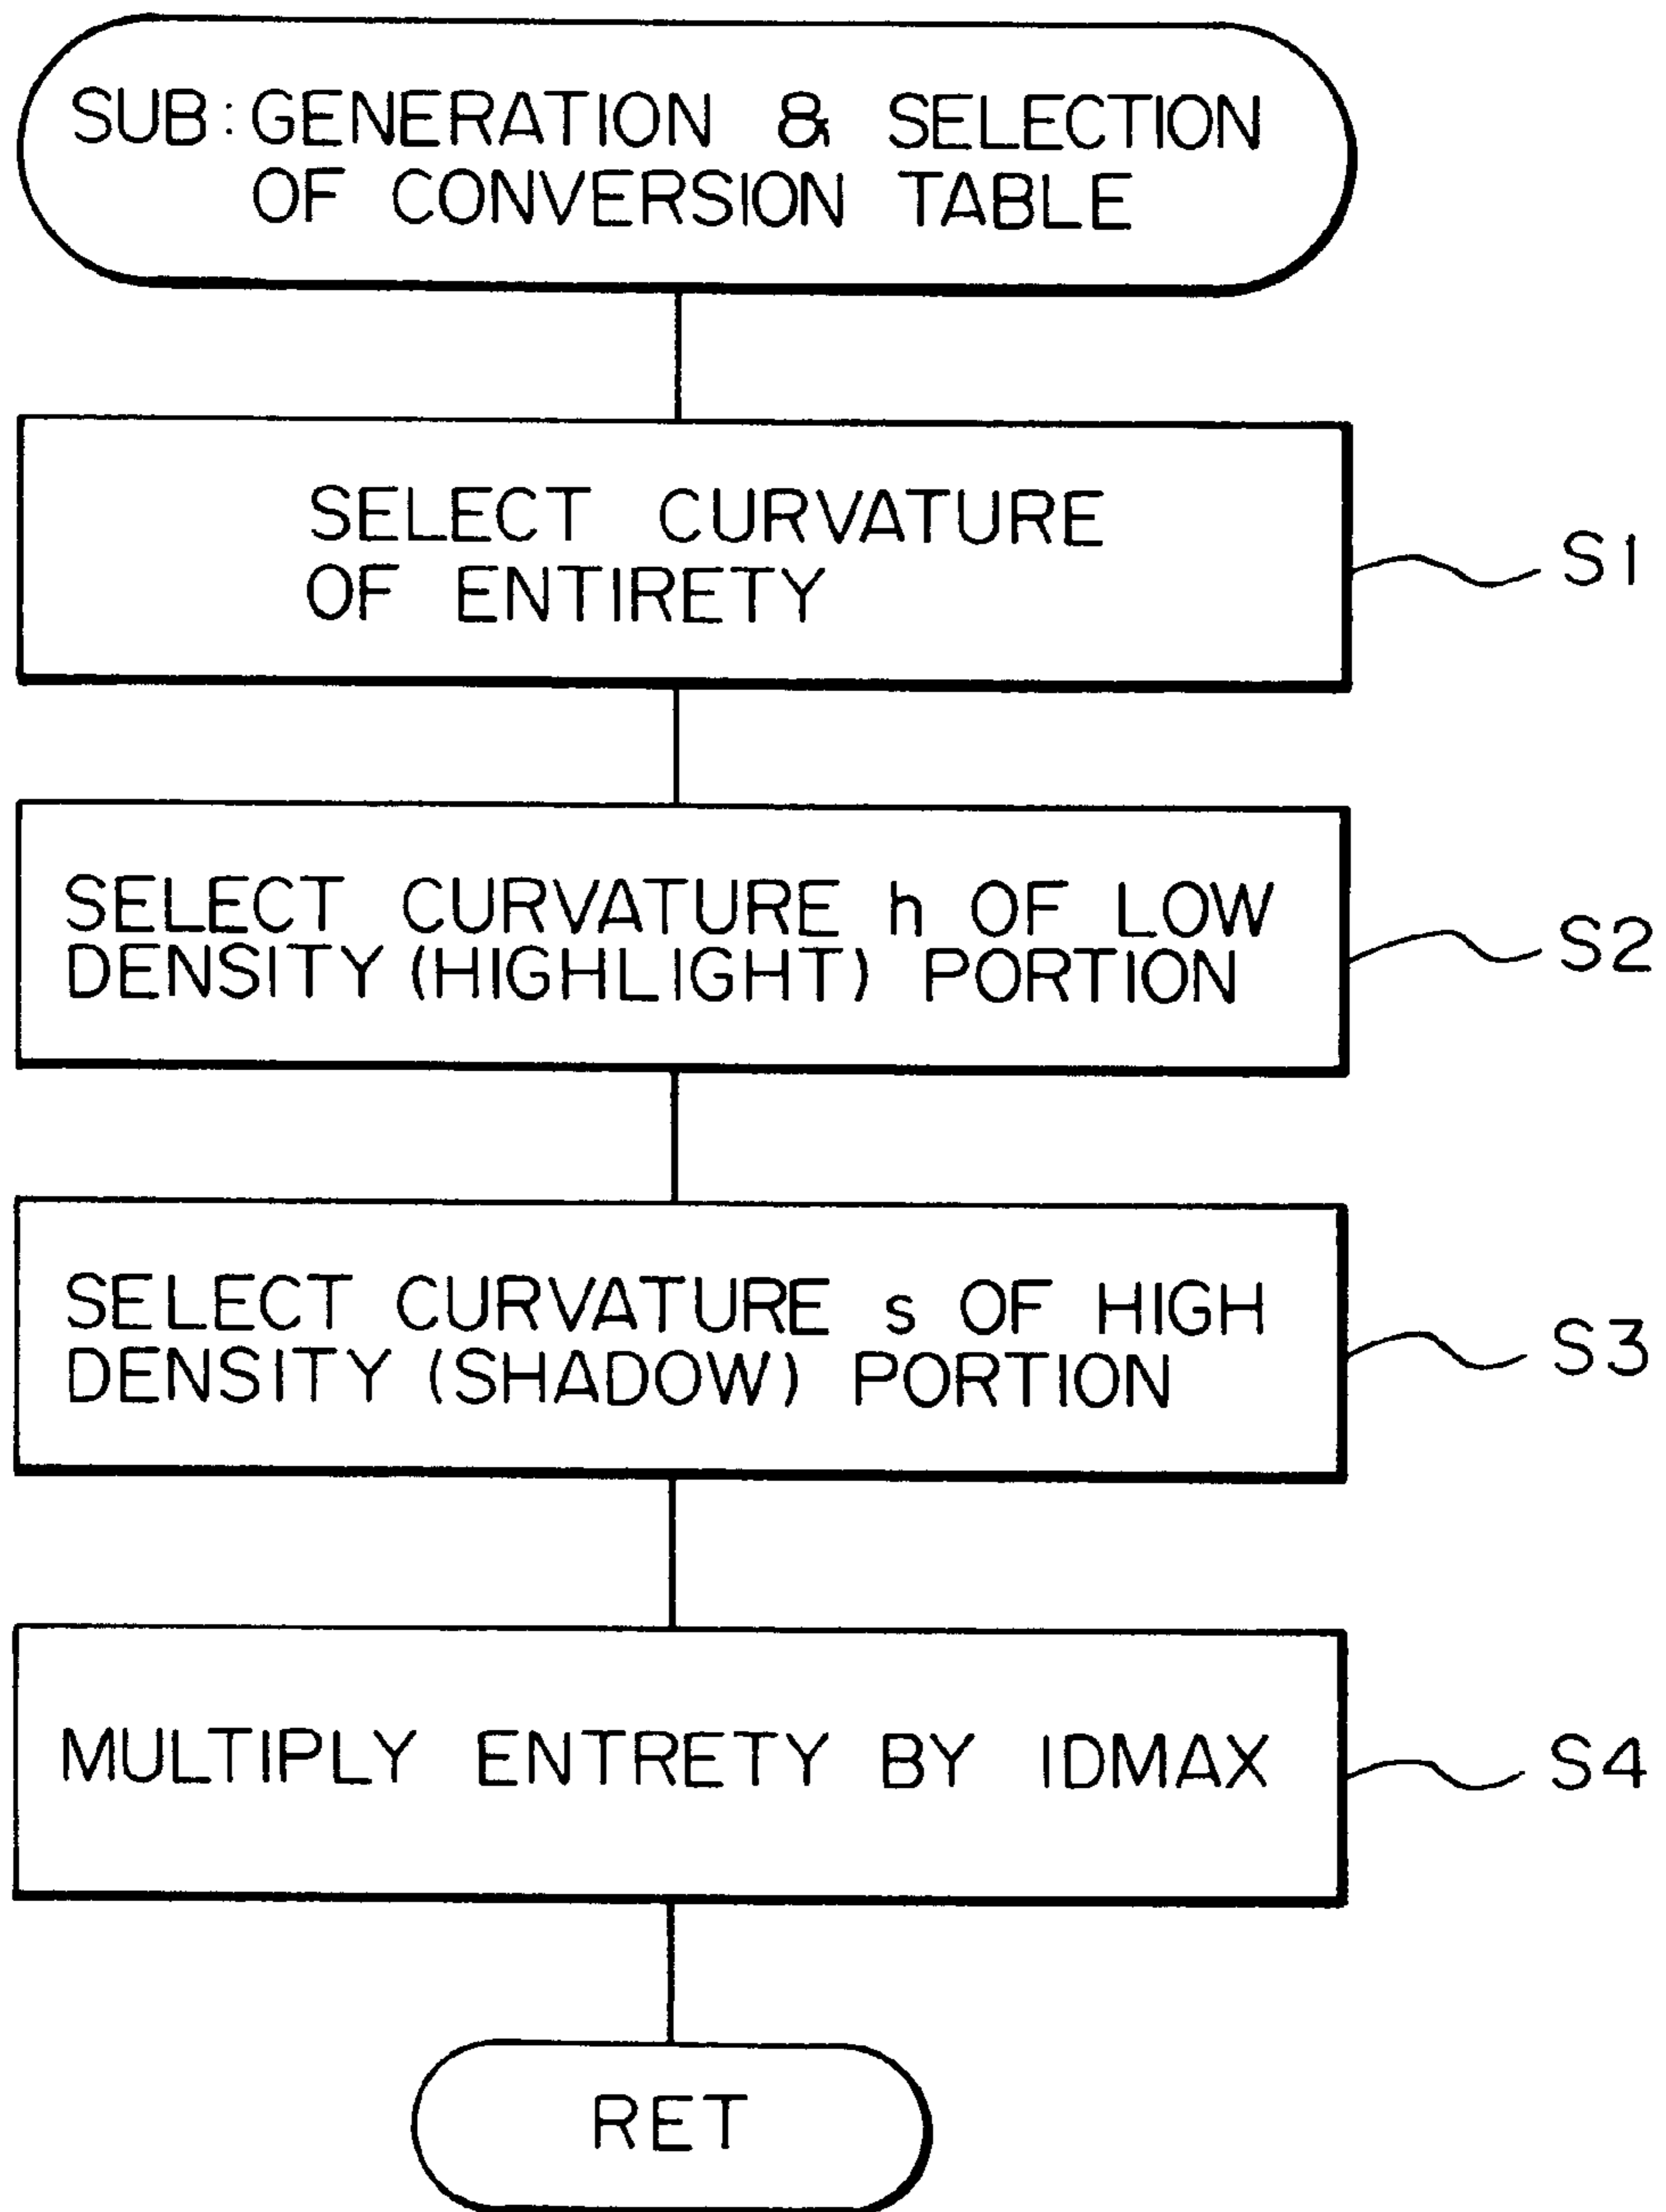 SUB: GENERATION & SELECTION
OF CONVERSION TABLE
SELECT CURVATURE
OF ENTIRETY
S1
SELECT CURVATURE h OF LOW
DENSITY (HIGHLIGHT) PORTION
S2
SELECT CURVATURE s OF HIGH
DENSITY (SHADOW) PORTION
S3
MULTIPLY ENTRETY BY IDMAX
S4
RET